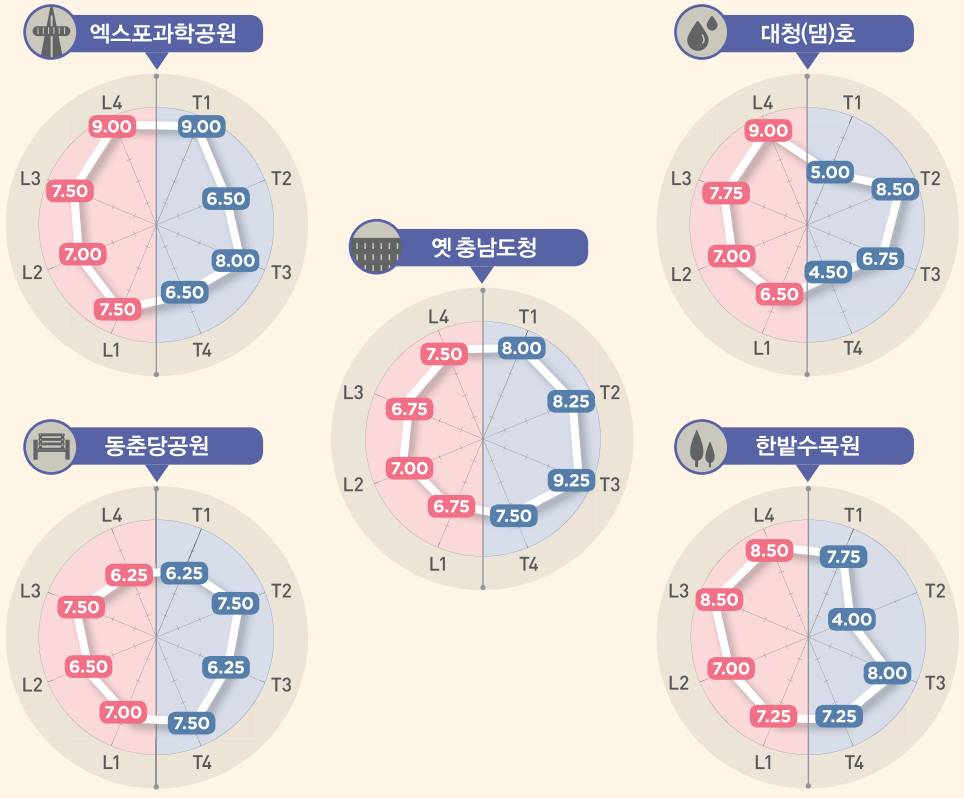 엑스포과학공원
L4 T1
9.00 9.00
L3 7.50 6.50 T2
L2 7.00 8.00 T3
7.50 6.50
L1 T4
대청(댐)호
L4 T1
9.00 5.00
L3 7.75 8.50 T2
L2 7.00 6.75 T3
6.50 4.50
L1 T4
옛 충남도청
L4 T1
7.50 8.00
L3 6.75 8.25 T2
L2 7.00 9.25 T3
6.75 7.50
L1 T4
동춘당공원
L4 T1
6.25 6.25
L3 7.50 7.50 T2
L2 6.50 6.25 T3
7.00 7.50
L1 T4
한밭수목원
L4 T1
8.50 7.75
L3 8.50 4.00 T2
L2 7.00 8.00 T3
7.25 7.25
L1 T4